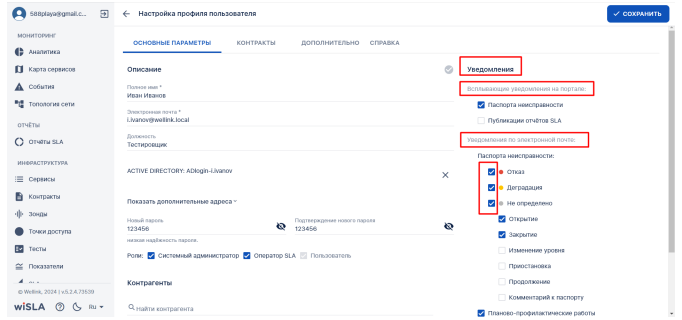 588playa@gmail.c...
Настройка профиля пользователя
СОХРАНИТЬ
МОНИТОРИНГ
Аналитика
Карта сервисов
События
Топология сети
ОТЧЁТЫ
Отчёты SLA
ИНФРАСТРУКТУРА
Сервисы
Контракты
Зонды
Точки доступа
Тесты
Показатели
© Wellink, 2024 | v.5.2.4.73539
wiSLA
Ru
ОСНОВНЫЕ ПАРАМЕТРЫ
КОНТРАКТЫ
ДОПОЛНИТЕЛЬНО
СПРАВКА
Описание
Полное имя *
Иван Иванов
Электронная почта *
i.ivanov@wellink.local
Должность
Тестировщик
ACTIVE DIRECTORY: ADlogin-i.ivanov
Показать дополнительные адреса
Новый пароль
123456
Подтверждение нового пароля
123456
низкая надёжность пароля.
Роли: Системный администратор Оператор SLA Пользователь
Контрагенты
Найти контрагента
Уведомления
Всплывающие уведомления на портале:
Паспорта неисправности
Публикации отчётов SLA
Уведомления по электронной почте:
Паспорта неисправности:
Отказ
Деградация
Не определено
Открытие
Закрытие
Изменение уровня
Приостановка
Продолжение
Комментарий к паспорту
Планово-профилактические работы